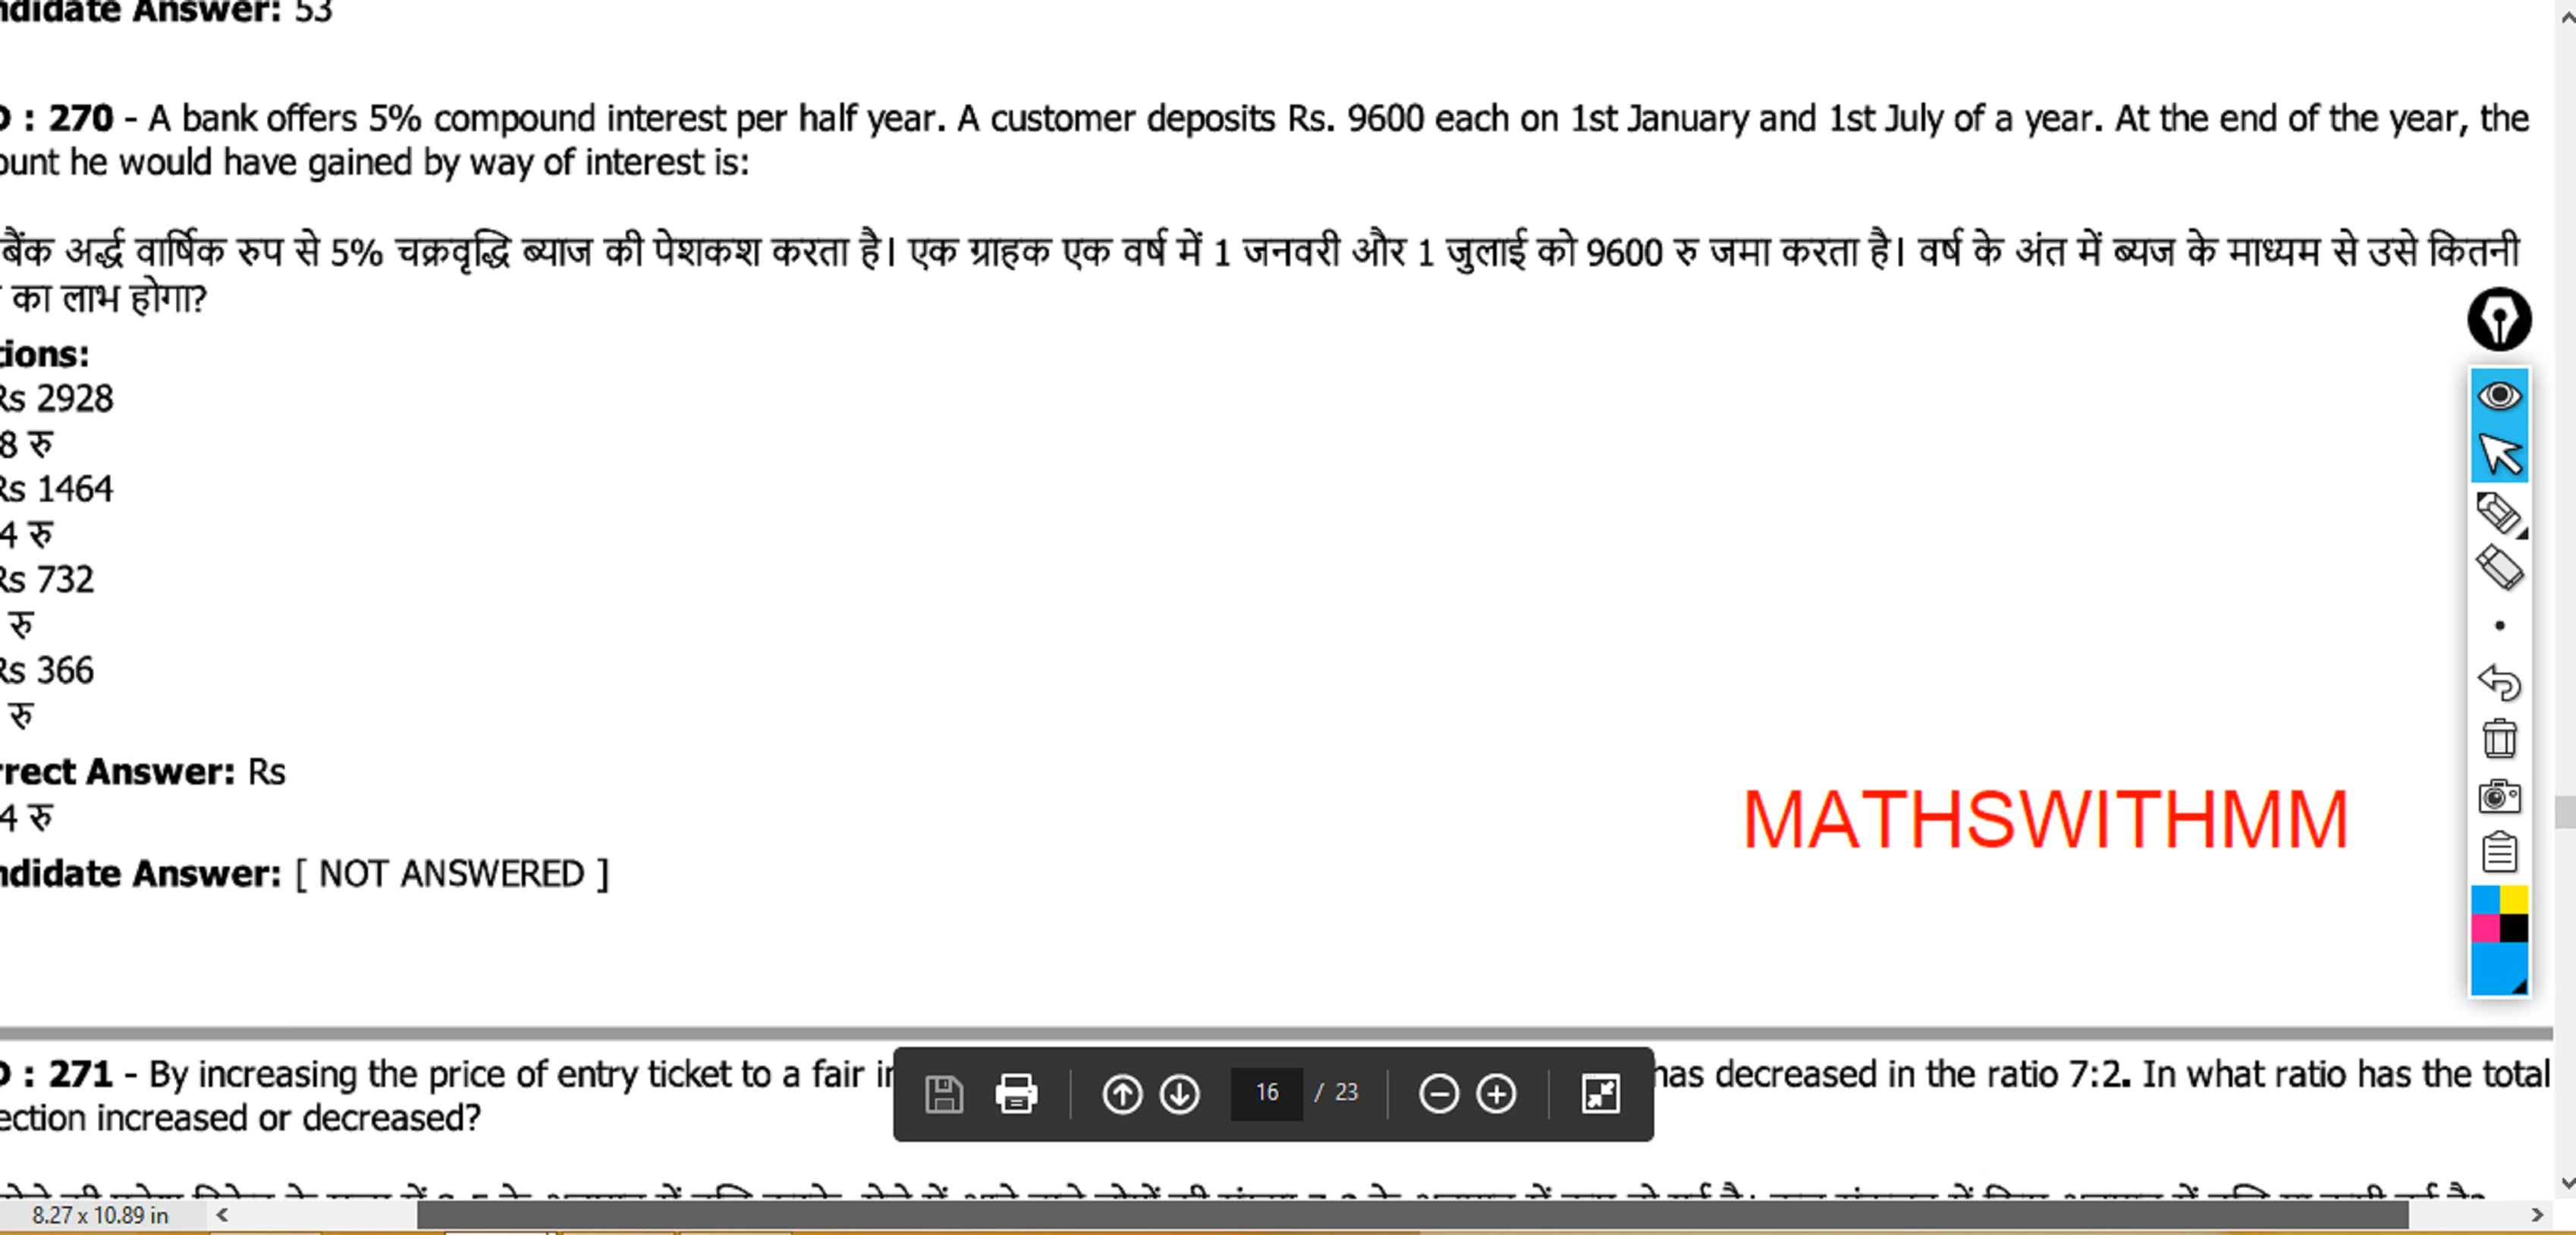 ndidate Answer: 53
: 270 - A bank offers 5% compound interest per half year. A customer deposits Rs. 9600 each on 1st January and 1st July of a year. At the end of the year, the
ount he would have gained by way of interest is:
बैंक अर्द्ध वार्षिक रुप से 5% चक्रवृद्धि ब्याज की पेशकश करता है। एक ग्राहक एक वर्ष में 1 जनवरी और 1 जुलाई को 9600 रु जमा करता है। वर्ष के अंत में ब्यज के माध्यम से उसे कितनी
का लाभ होगा?
tions:
Rs 2928
8 रु
Rs 1464
4 रु
Rs 732
रु
Rs 366
रु
rrect Answer: Rs
4 रु
ndidate Answer: [ NOT ANSWERED ]
MATHSWITHMM
: 271 - By increasing the price of entry ticket to a fair in has decreased in the ratio 7:2. In what ratio has the total
ection increased or decreased?
16 / 23
8.27 x 10.89 in